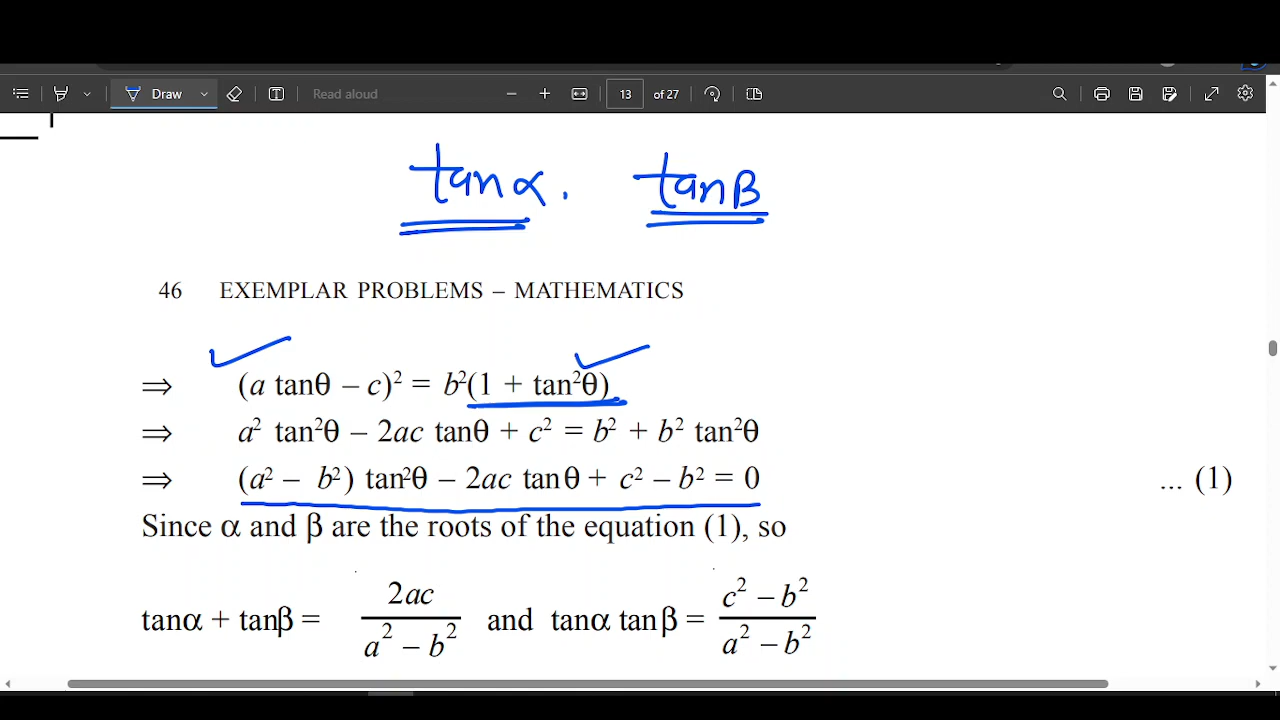 Draw
Read aloud
13 of 27
tanα. tanβ
46 EXEMPLAR PROBLEMS – MATHEMATICS
⇒ (a tanθ – c)² = b²(1 + tan²θ)
⇒ a² tan²θ – 2ac tanθ + c² = b² + b² tan²θ
⇒ (a² – b²) tan²θ – 2ac tanθ + c² – b² = 0 ... (1)
Since α and β are the roots of the equation (1), so
tanα + tanβ = 2ac / a² – b² and tanα tanβ = c² – b² / a² – b²